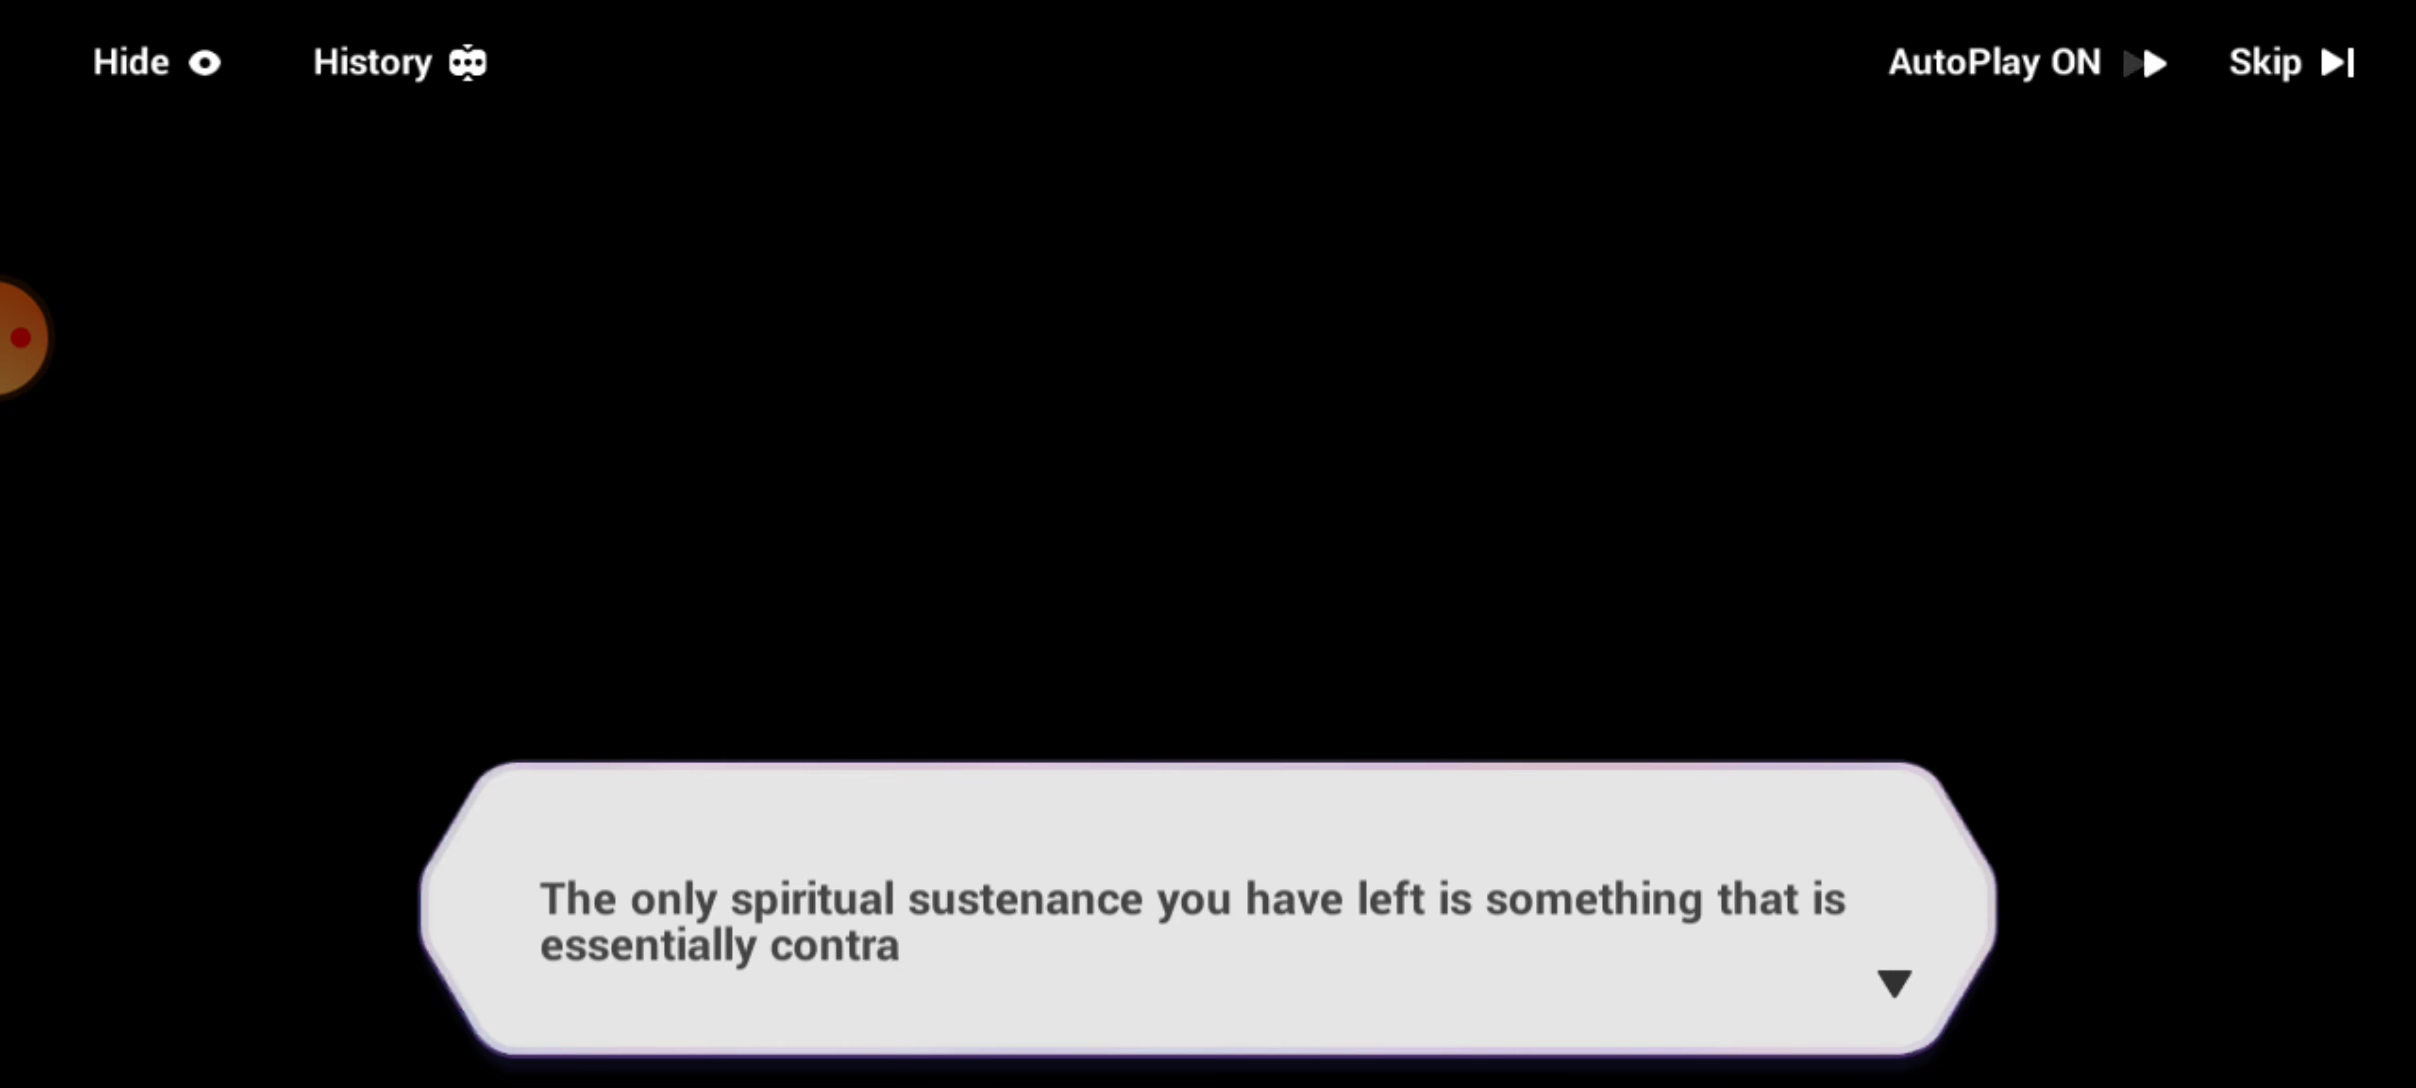 Hide
History
AutoPlay ON
Skip
The only spiritual sustenance you have left is something that is
essentially contra